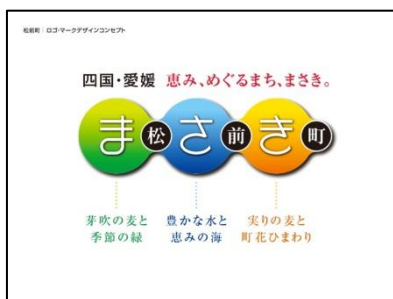 松前町｜ロゴ・マークデザインコンセプト
四国・愛媛 恵み、めぐるまち、まさき。
ま松さ前き町
芽吹の麦と
季節の緑
豊かな水と
恵みの海
実りの麦と
町花ひまわり